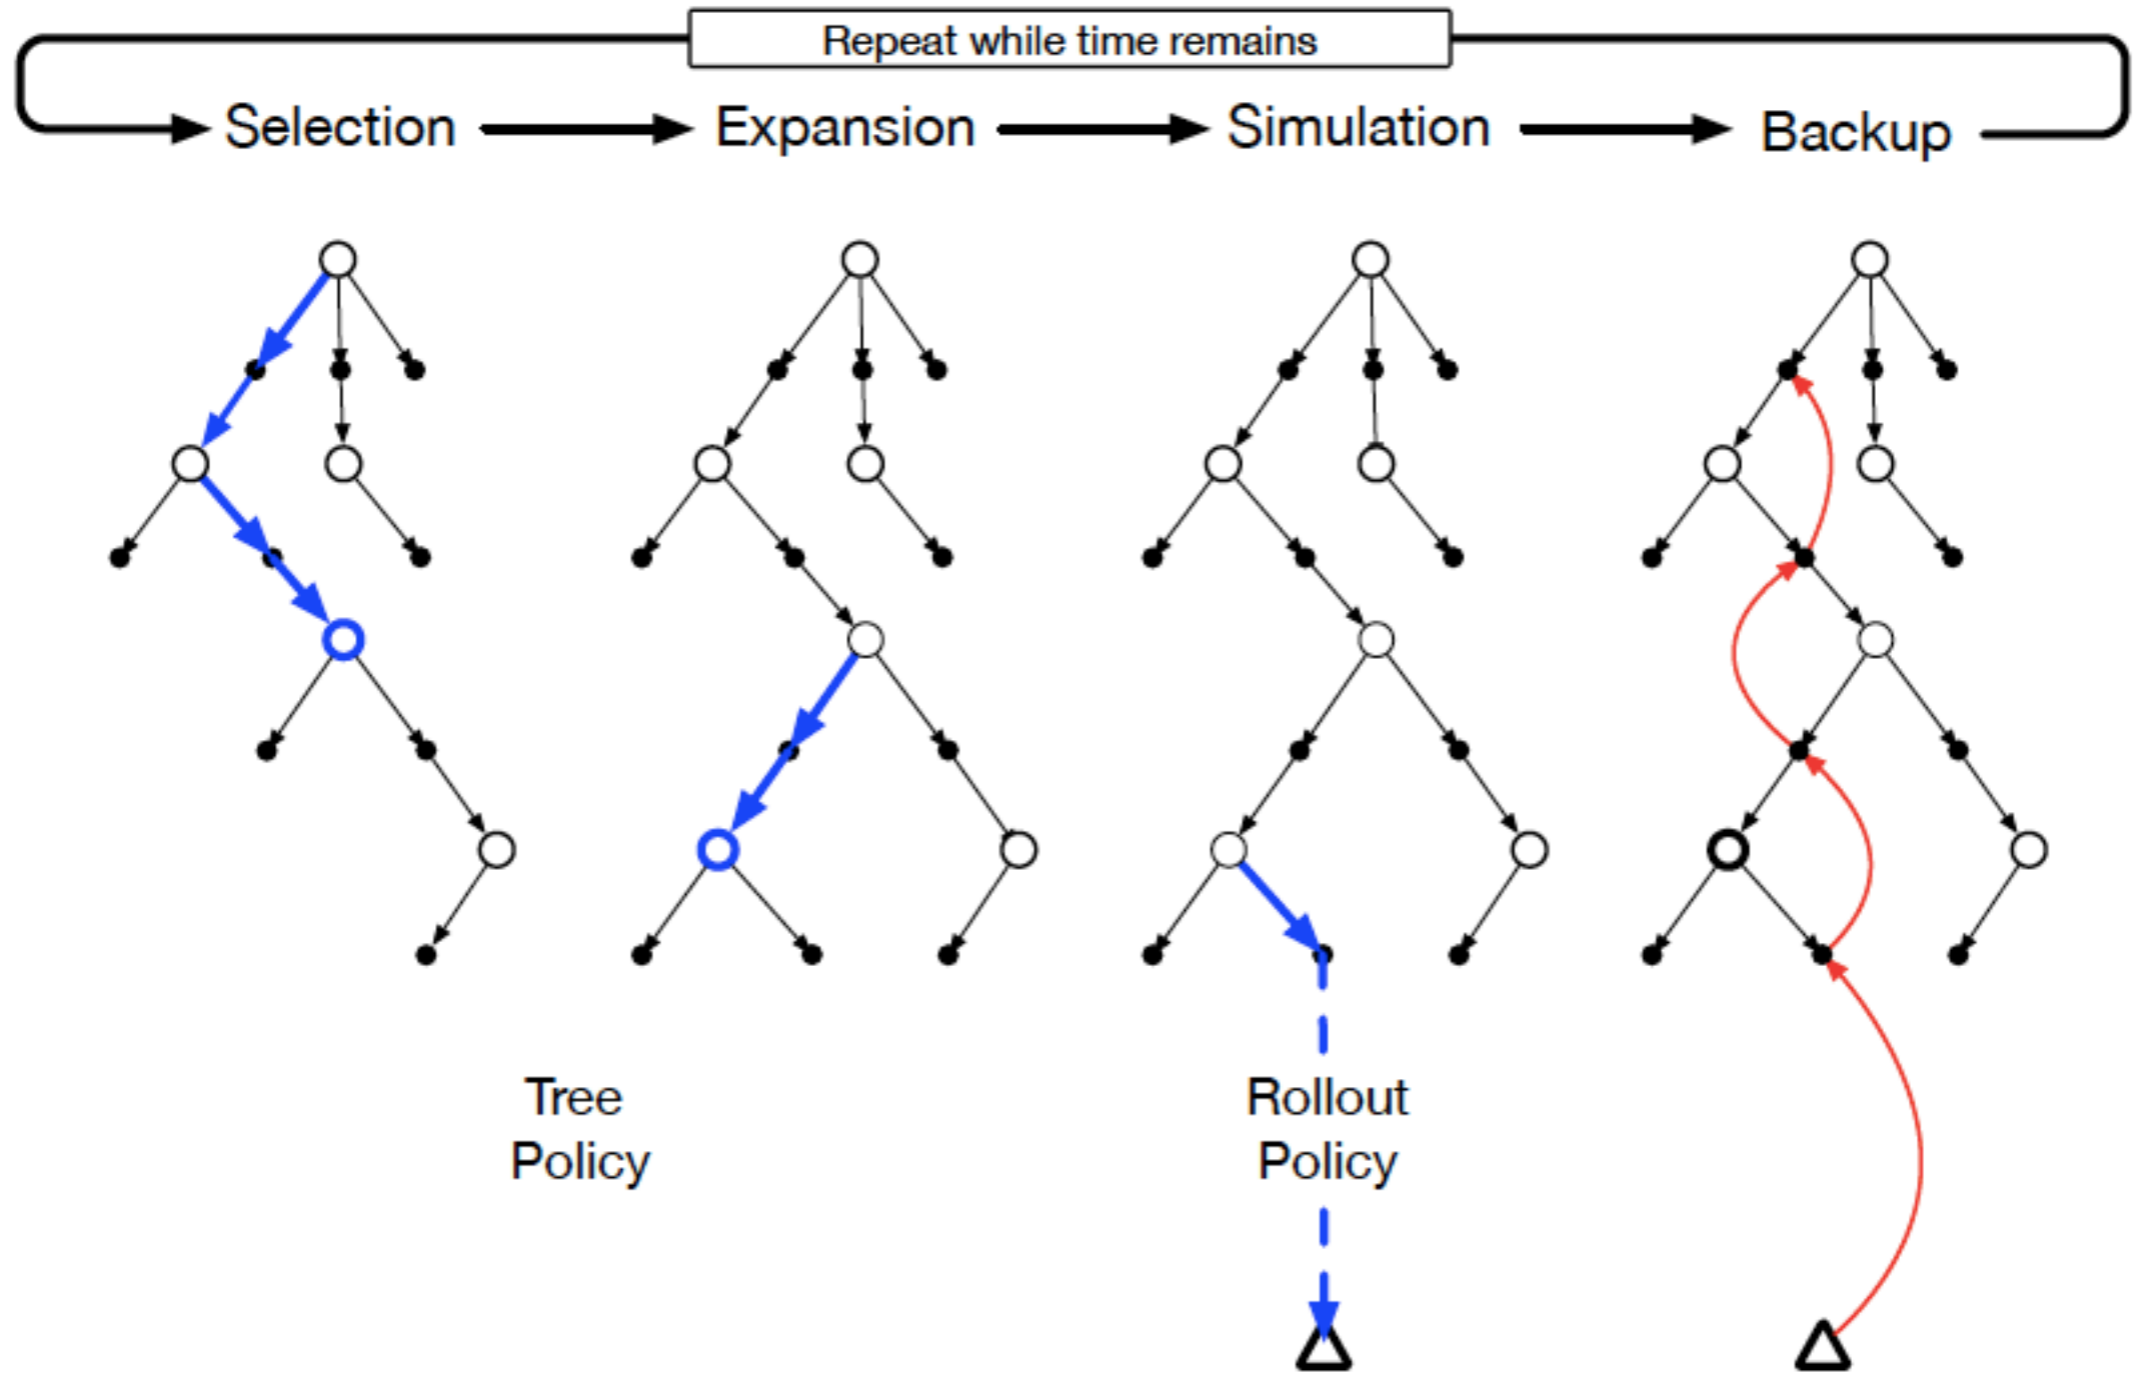 Repeat while time remains
Selection
Expansion
Simulation
Backup
Tree
Policy
Rollout
Policy